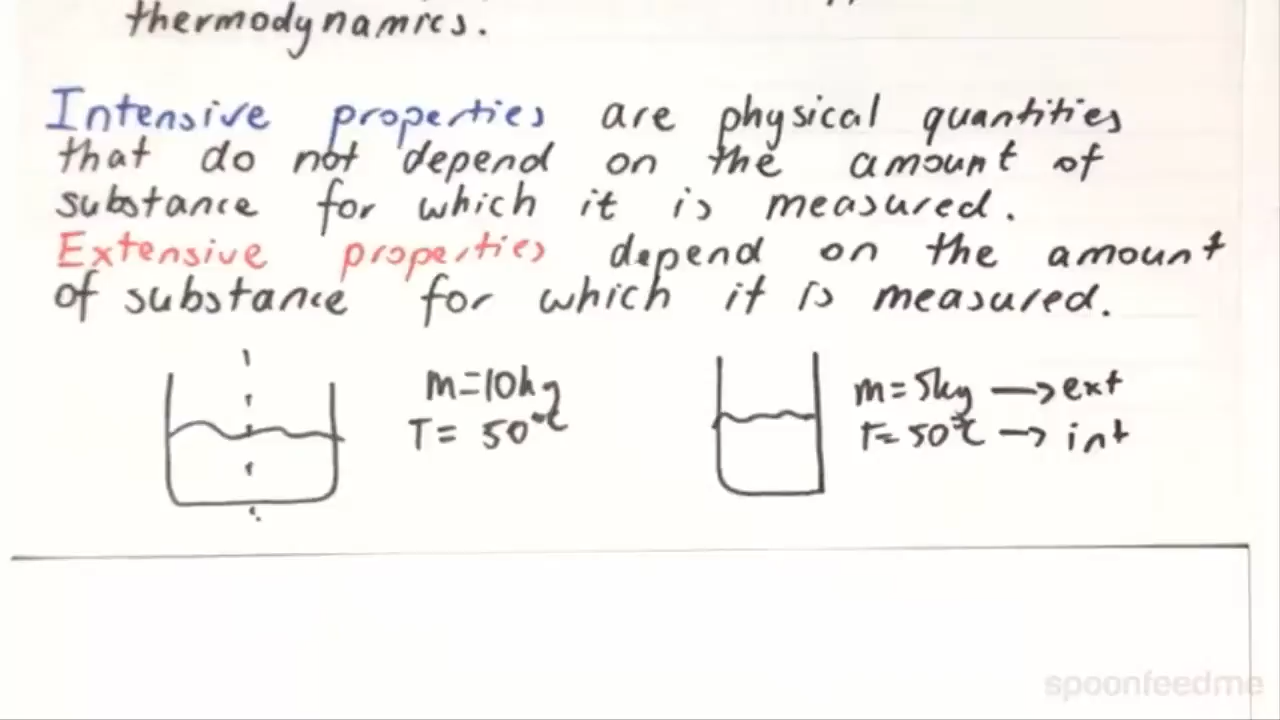 thermodynamics.
Intensive properties are physical quantities
that do not depend on the amount of
substance for which it is measured.
Extensive properties depend on the amount
of substance for which it is measured.
m=10kg
T= 50°C
m=5kg → ext
T=50°C → int
spoonfeedme